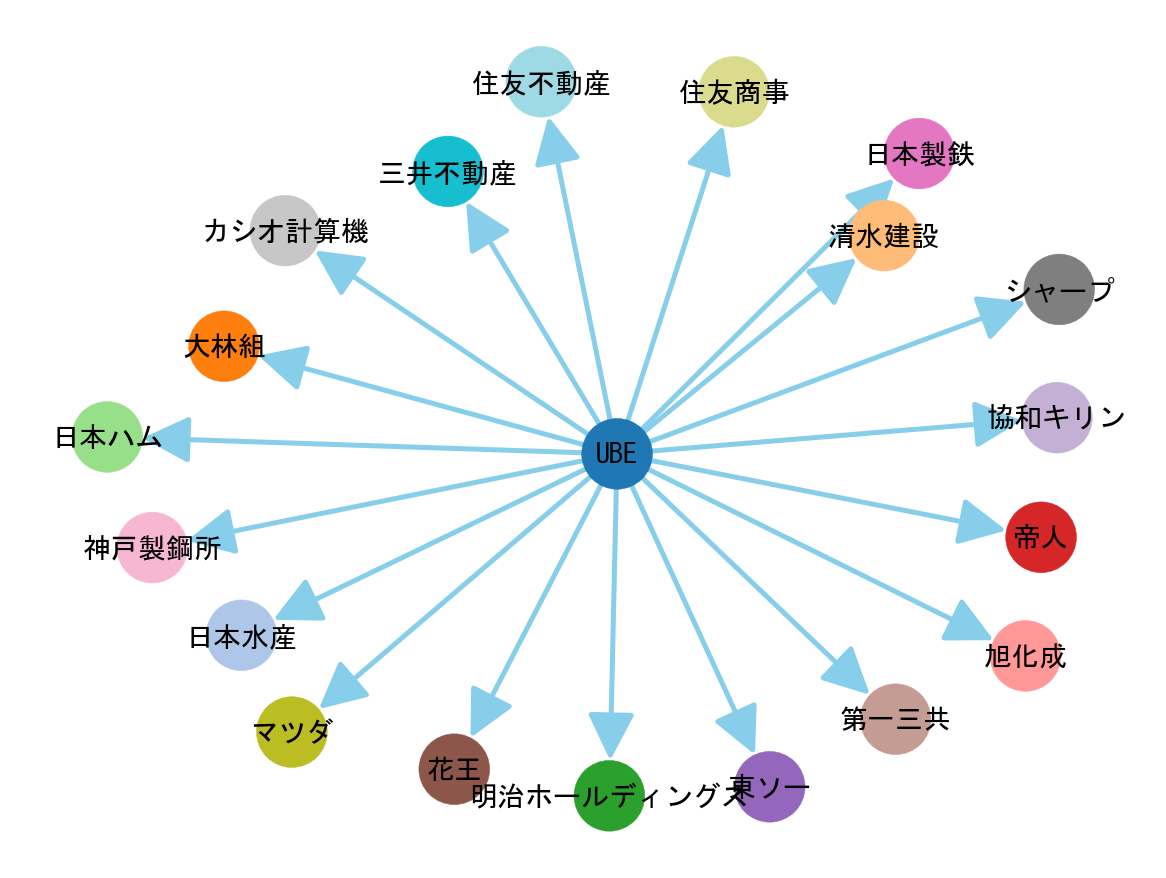 住友不動産
住友商事
日本製鉄
三井不動産
カシオ計算機
清水建設
シャープ
大林組
協和キリン
日本ハム
UBE
帝人
神戸製鋼所
日本水産
旭化成
マツダ
第一三共
花王
明治ホールディングス
東ソー